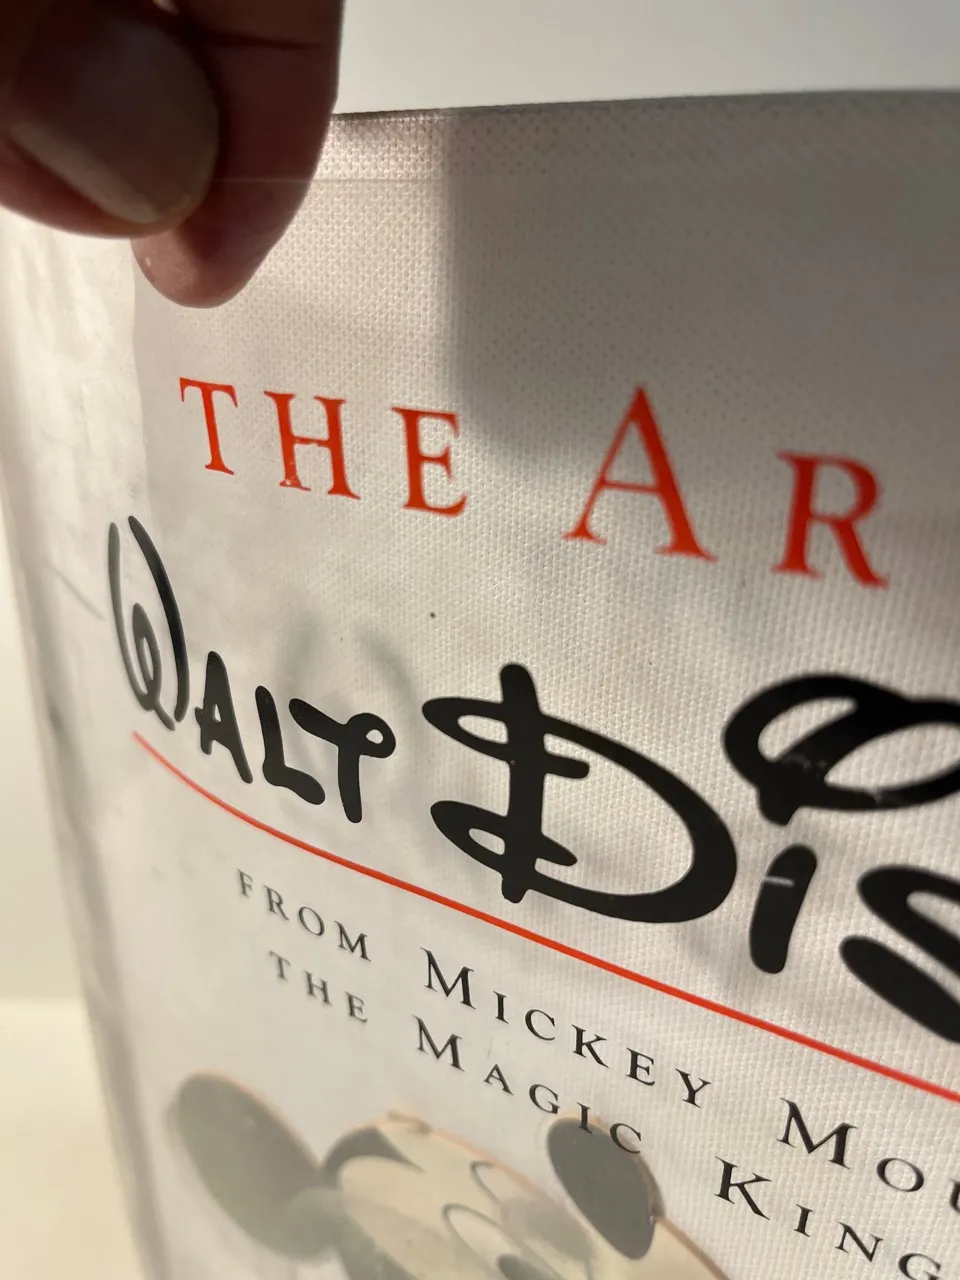 THE AR
WALT DIS
FROM MICKEY MOU
THE MAGIC KING